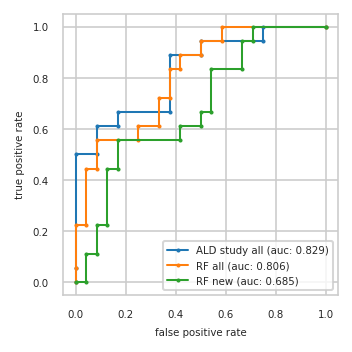 1.0
0.8
0.6
0.4
0.2
0.0
true positive rate
ALD study all (auc: 0.829)
RF all (auc: 0.806)
RF new (auc: 0.685)
0.0 0.2 0.4 0.6 0.8 1.0
false positive rate